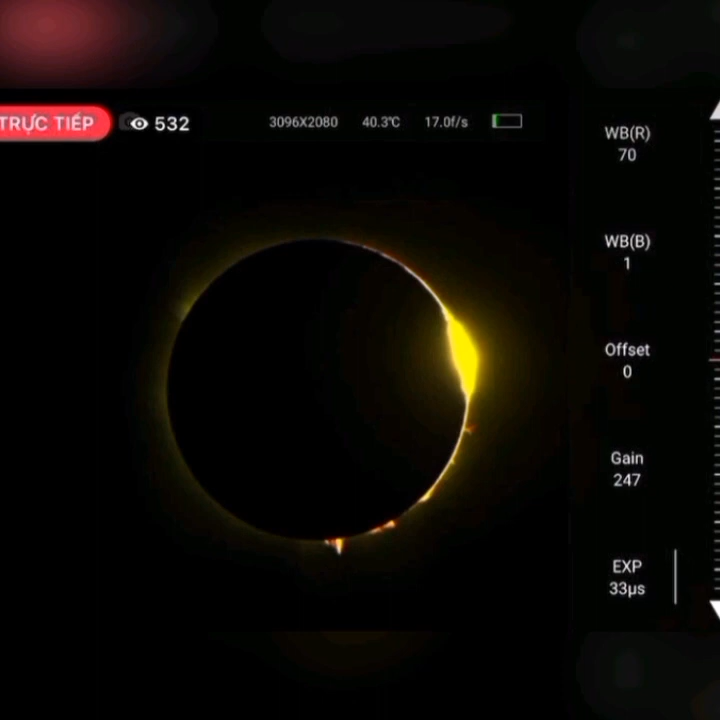 TRỰC TIẾP
532
3096X2080 40.3℃ 17.0f/s
WB(R)
70
WB(B)
1
Offset
0
Gain
247
EXP
33µs